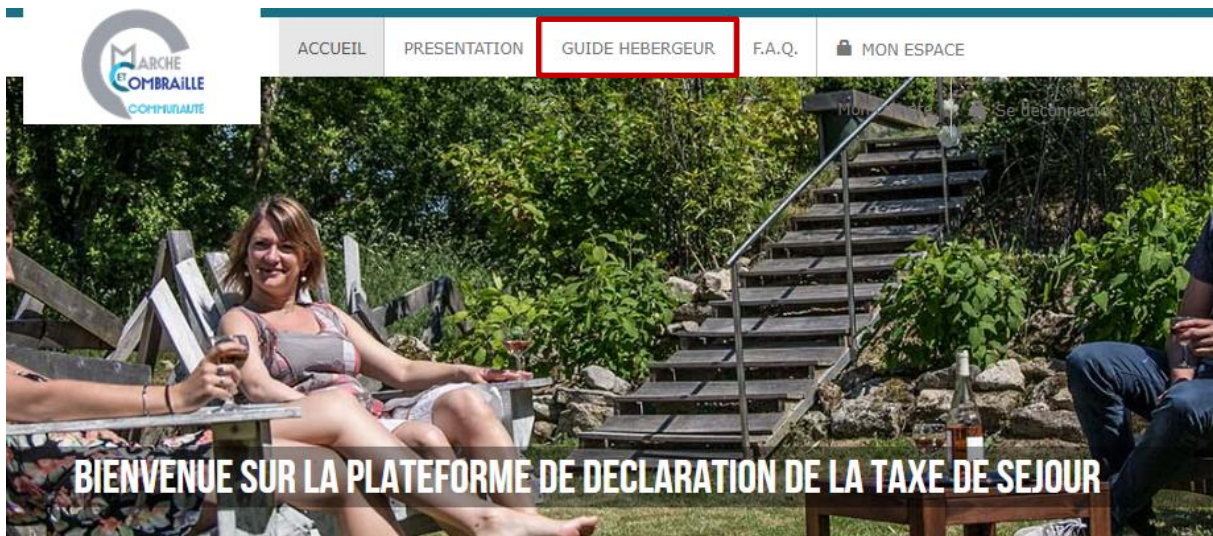 MARCHE
ET
COMBRAILLE
COMMUNAUTÉ
ACCUEIL PRESENTATION GUIDE HEBERGEUR F.A.Q. MON ESPACE
Se déconnecter
BIENVENUE SUR LA PLATEFORME DE DECLARATION DE LA TAXE DE SEJOUR